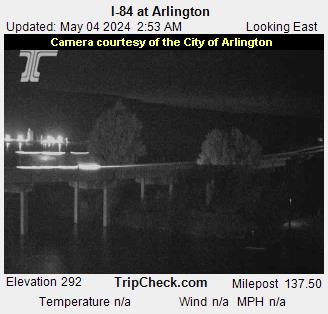 I-84 at Arlington
Updated: May 04 2024 2:53 AM Looking East
Camera courtesy of the City of Arlington
Elevation 292 TripCheck.com Milepost 137.50
Temperature n/a Wind n/a MPH n/a